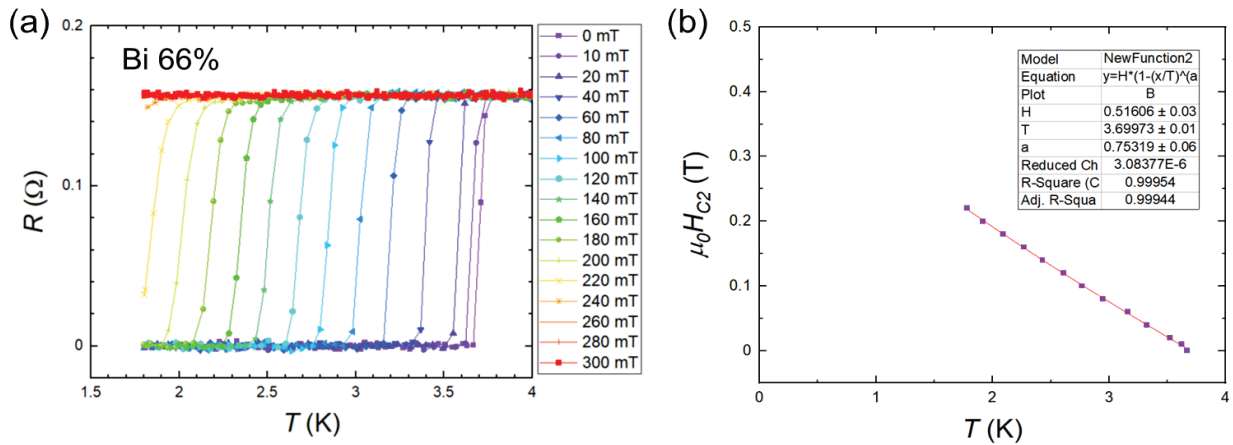 (a)
Bi 66%
0.2
0.1
0
R (Ω)
1.5 2 2.5 3 3.5 4
T (K)
0 mT
10 mT
20 mT
40 mT
60 mT
80 mT
100 mT
120 mT
140 mT
160 mT
180 mT
200 mT
220 mT
240 mT
260 mT
280 mT
300 mT
(b)
0.5
0.4
0.3
0.2
0.1
0
μ0HC2 (T)
0 1 2 3 4
T (K)
Model NewFunction2
Equation y=H*(1-(x/T)^(a
Plot B
H 0.51606 ± 0.03
T 3.69973 ± 0.01
a 0.75319 ± 0.06
Reduced Ch 3.08377E-6
R-Square (C 0.99954
Adj. R-Squa 0.99944